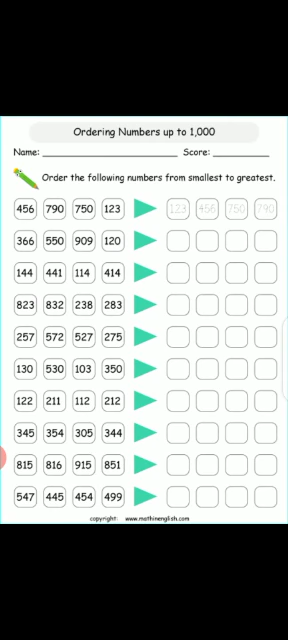 Ordering Numbers up to 1,000
Name: ____________________ Score: __________
Order the following numbers from smallest to greatest.
456 790 750 123 123 456 750 790
366 550 909 120
144 441 114 414
823 832 238 283
257 572 527 275
130 530 103 350
122 211 112 212
345 354 305 344
815 816 915 851
547 445 454 499
copyright: www.mathinenglish.com